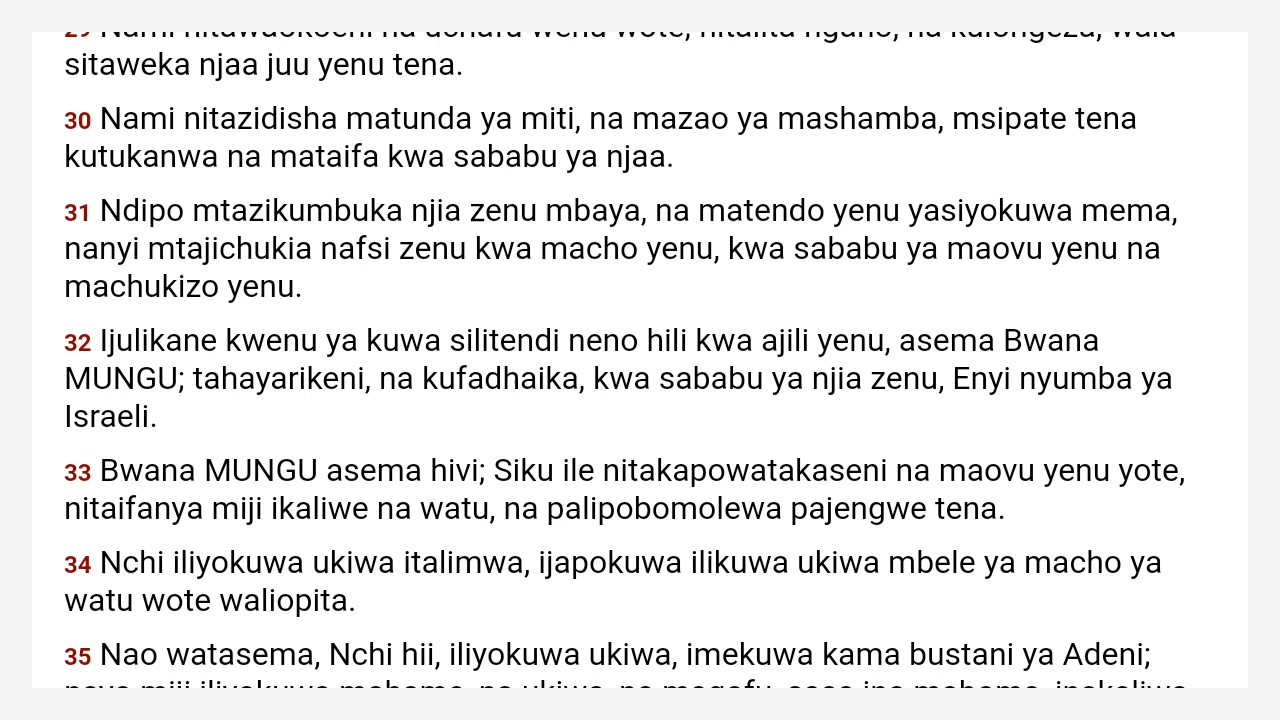 sitaweka njaa juu yenu tena.
30 Nami nitazidisha matunda ya miti, na mazao ya mashamba, msipate tena
kutukanwa na mataifa kwa sababu ya njaa.
31 Ndipo mtazikumbuka njia zenu mbaya, na matendo yenu yasiyokuwa mema,
nanyi mtajichukia nafsi zenu kwa macho yenu, kwa sababu ya maovu yenu na
machukizo yenu.
32 Ijulikane kwenu ya kuwa silitendi neno hili kwa ajili yenu, asema Bwana
MUNGU; tahayarikeni, na kufadhaika, kwa sababu ya njia zenu, Enyi nyumba ya
Israeli.
33 Bwana MUNGU asema hivi; Siku ile nitakapowatakaseni na maovu yenu yote,
nitaifanya miji ikaliwe na watu, na palipobomolewa pajengwe tena.
34 Nchi iliyokuwa ukiwa italimwa, ijapokuwa ilikuwa ukiwa mbele ya macho ya
watu wote waliopita.
35 Nao watasema, Nchi hii, iliyokuwa ukiwa, imekuwa kama bustani ya Adeni;